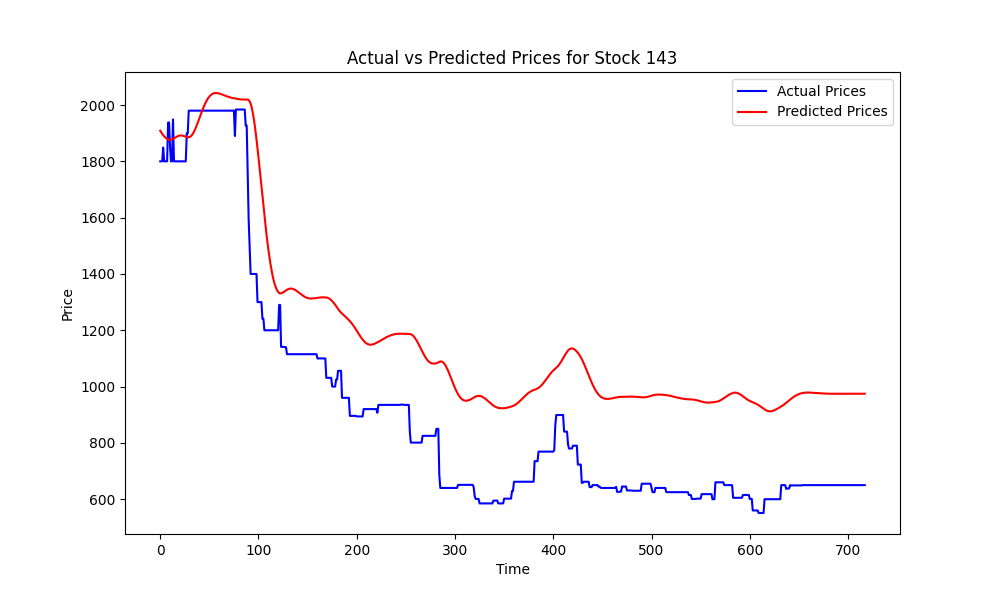 Actual vs Predicted Prices for Stock 143
Actual Prices
Predicted Prices
Price
2000
1800
1600
1400
1200
1000
800
600
0 100 200 300 400 500 600 700
Time